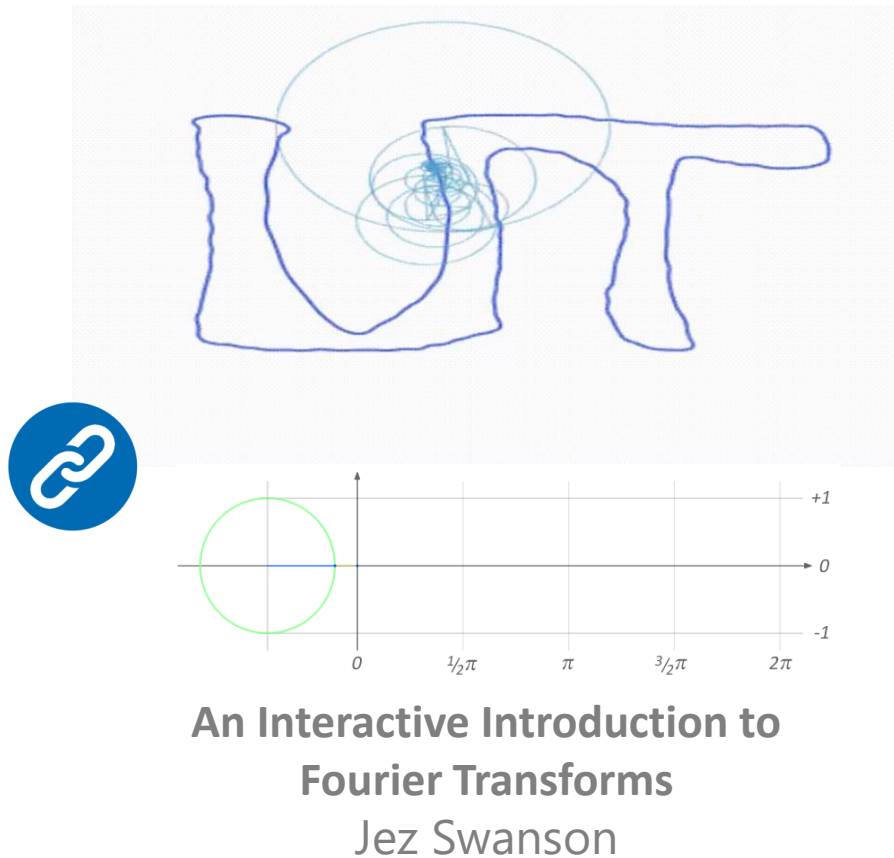 +1
0
-1
0 ½π π ³⁄₂π 2π
An Interactive Introduction to
Fourier Transforms
Jez Swanson